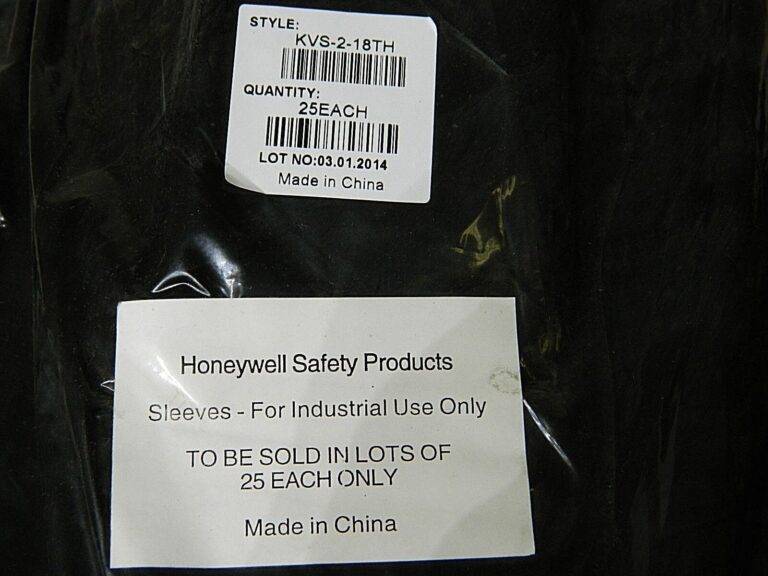 STYLE:
KVS-2-18TH
QUANTITY:
25EACH
LOT NO:03.01.2014
Made in China
Honeywell Safety Products
Sleeves - For Industrial Use Only
TO BE SOLD IN LOTS OF
25 EACH ONLY
Made in China